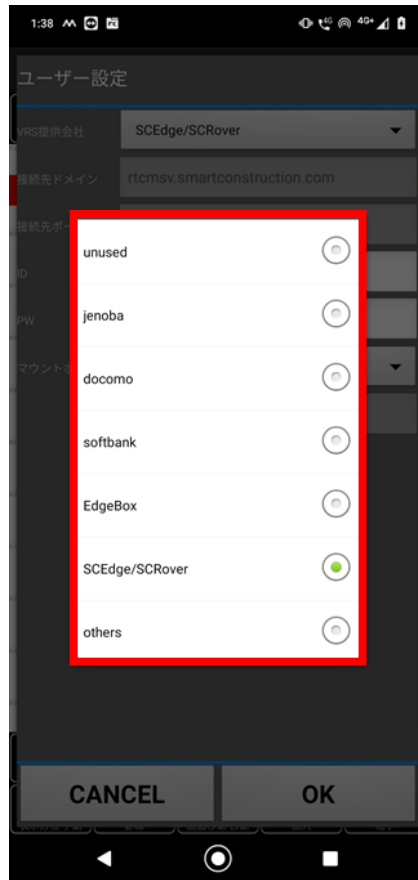 1:38
4G
4G+
ユーザー設定
VRS提供会社
SCEdge/SCRover
接続先ドメイン
rtcmsv.smartconstruction.com
接続先ポー
unused
ID
jenoba
PW
マウントポ
docomo
softbank
EdgeBox
SCEdge/SCRover
others
CANCEL
OK